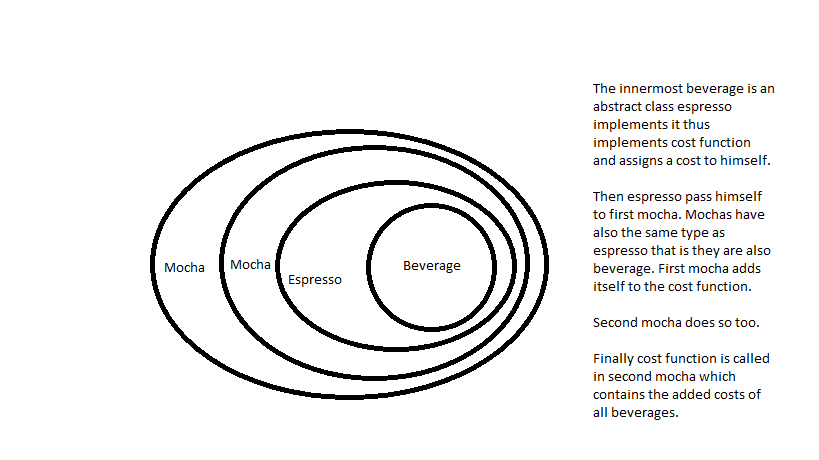 Mocha
Mocha
Espresso
Beverage
The innermost beverage is an
abstract class espresso
implements it thus
implements cost function
and assigns a cost to himself.
Then espresso pass himself
to first mocha. Mochas have
also the same type as
espresso that is they are also
beverage. First mocha adds
itself to the cost function.
Second mocha does so too.
Finally cost function is called
in second mocha which
contains the added costs of
all beverages.